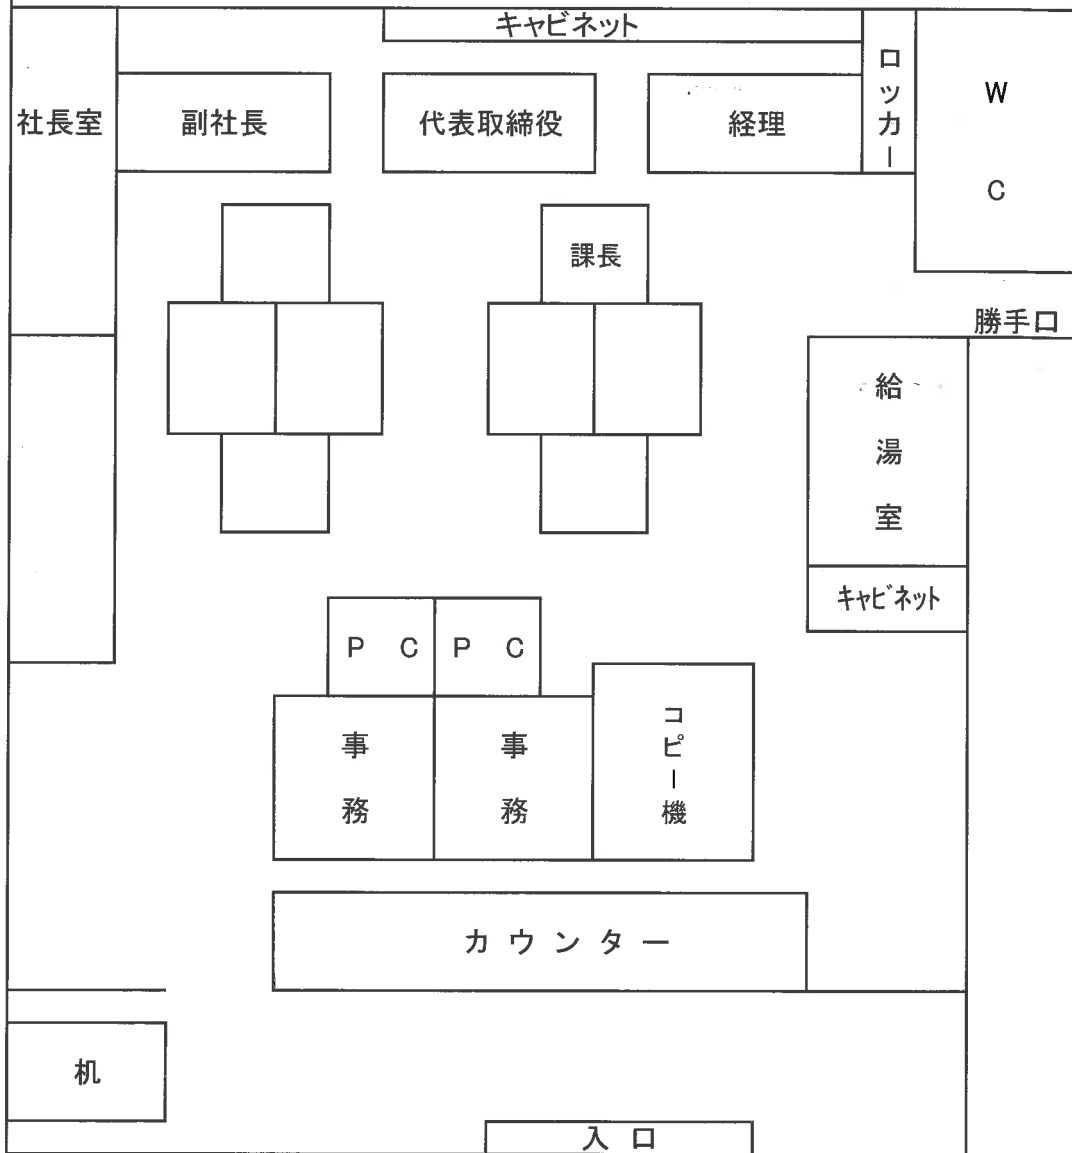 キャビネット
ロッカー
W
C
社長室
副社長
代表取締役
経理
課長
勝手口
給湯室
キャビネット
P C
P C
事務
事務
コピー機
カウンター
机
入口